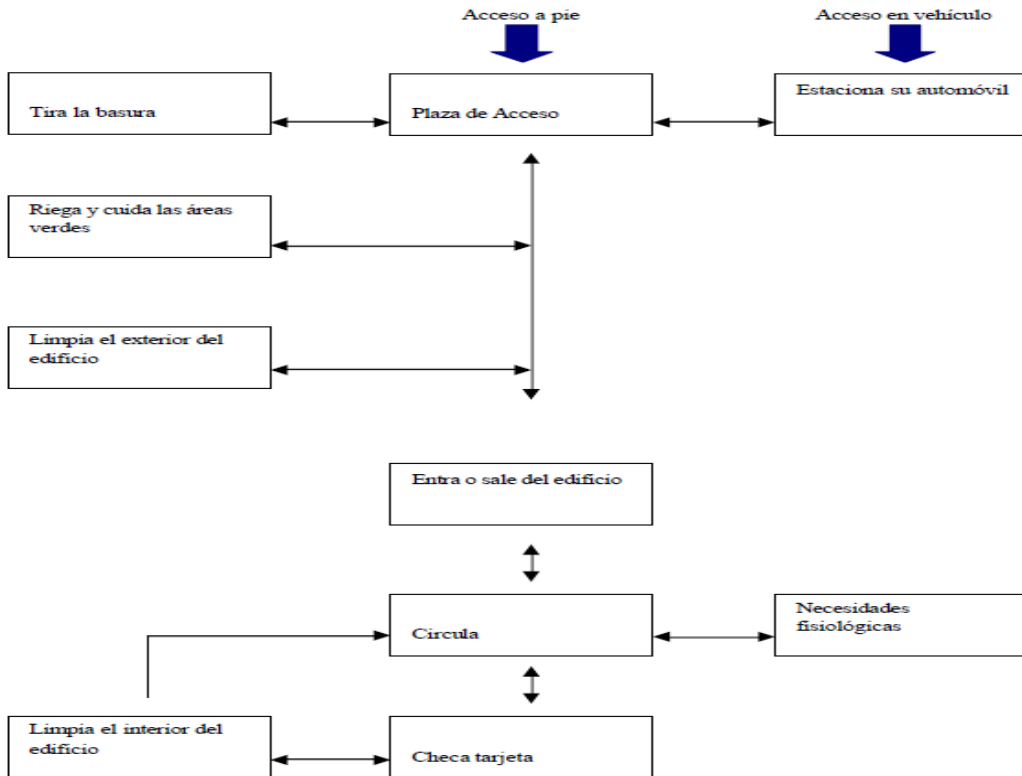 Acceso a pie
Acceso en vehículo
Tira la basura
Plaza de Acceso
Estaciona su automóvil
Riega y cuida las áreas
verdes
Limpia el exterior del
edificio
Entra o sale del edificio
Circula
Necesidades
fisiológicas
Limpia el interior del
edificio
Checa tarjeta